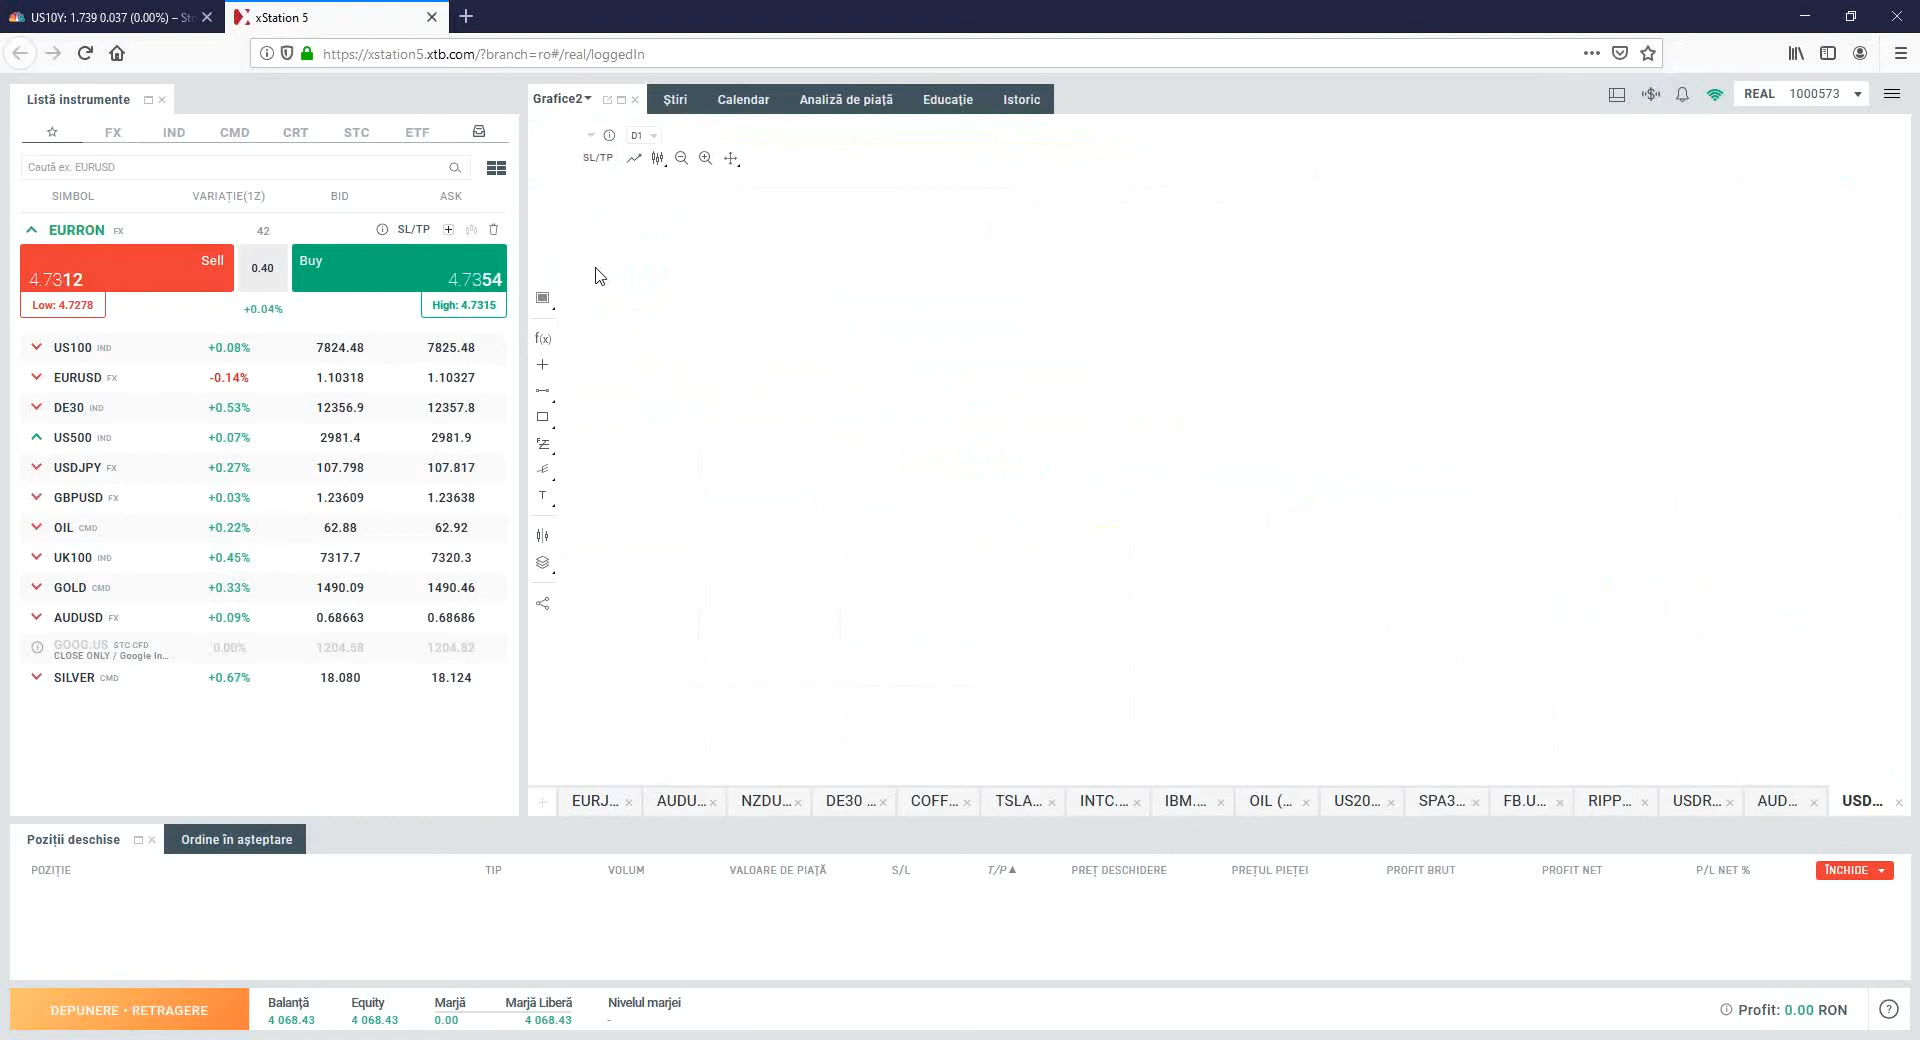 US10Y: 1.739 0.037 (0.00%) – Sto
xStation 5
https://xstation5.xtb.com/?branch=ro#/real/loggedIn
Listă instrumente
Grafice2
Știri
Calendar
Analiză de piață
Educație
Istoric
REAL 1000573
FX
IND
CMD
CRT
STC
ETF
Caută ex. EURUSD
SIMBOL VARIAȚIE(1Z) BID ASK
EURRON FX 42 SL/TP
Sell
4.7312
0.40
Buy
4.7354
Low: 4.7278
+0.04%
High: 4.7315
US100 IND +0.08% 7824.48 7825.48
EURUSD FX -0.14% 1.10318 1.10327
DE30 IND +0.53% 12356.9 12357.8
US500 IND +0.07% 2981.4 2981.9
USDJPY FX +0.27% 107.798 107.817
GBPUSD FX +0.03% 1.23609 1.23638
OIL CMD +0.22% 62.88 62.92
UK100 IND +0.45% 7317.7 7320.3
GOLD CMD +0.33% 1490.09 1490.46
AUDUSD FX +0.09% 0.68663 0.68686
GOOG.US STC CFD 0.00% 1204.58 1204.82
CLOSE ONLY / Google In...
SILVER CMD +0.67% 18.080 18.124
D1
SL/TP
f(x)
T
EURJ... AUDU... NZDU... DE30 ... COFF... TSLA... INTC.... IBM.... OIL (... US20... SPA3... FB.U... RIPP... USDR... AUD... USD...
Poziții deschise
Ordine în așteptare
POZIȚIE TIP VOLUM VALOARE DE PIAȚĂ S/L T/P PREȚ DESCHIDERE PREȚUL PIEȚEI PROFIT BRUT PROFIT NET P/L NET % ÎNCHIDE
DEPUNERE • RETRAGERE
Balanță Equity Marjă Marjă Liberă Nivelul marjei
4 068.43 4 068.43 0.00 4 068.43 -
Profit: 0.00 RON